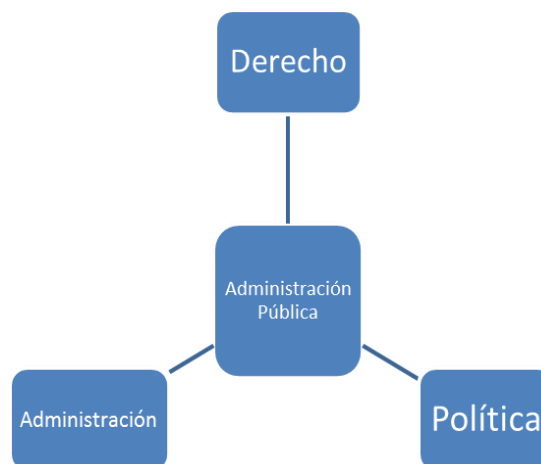 Derecho
Administración
Pública
Administración
Política